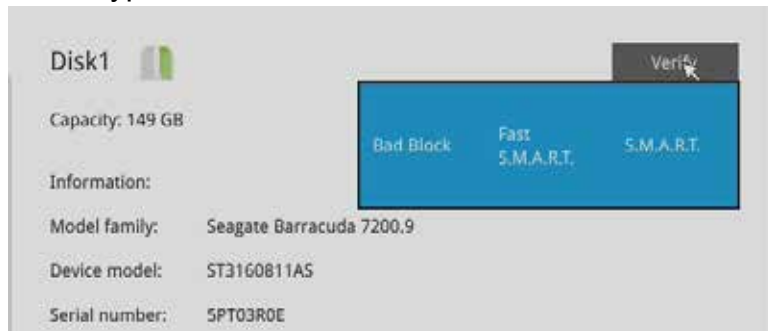 Disk1
Verify
Capacity: 149 GB
Bad Block
Fast
S.M.A.R.T.
S.M.A.R.T.
Information:
Model family: Seagate Barracuda 7200.9
Device model: ST3160811AS
Serial number: 5PT03R0E